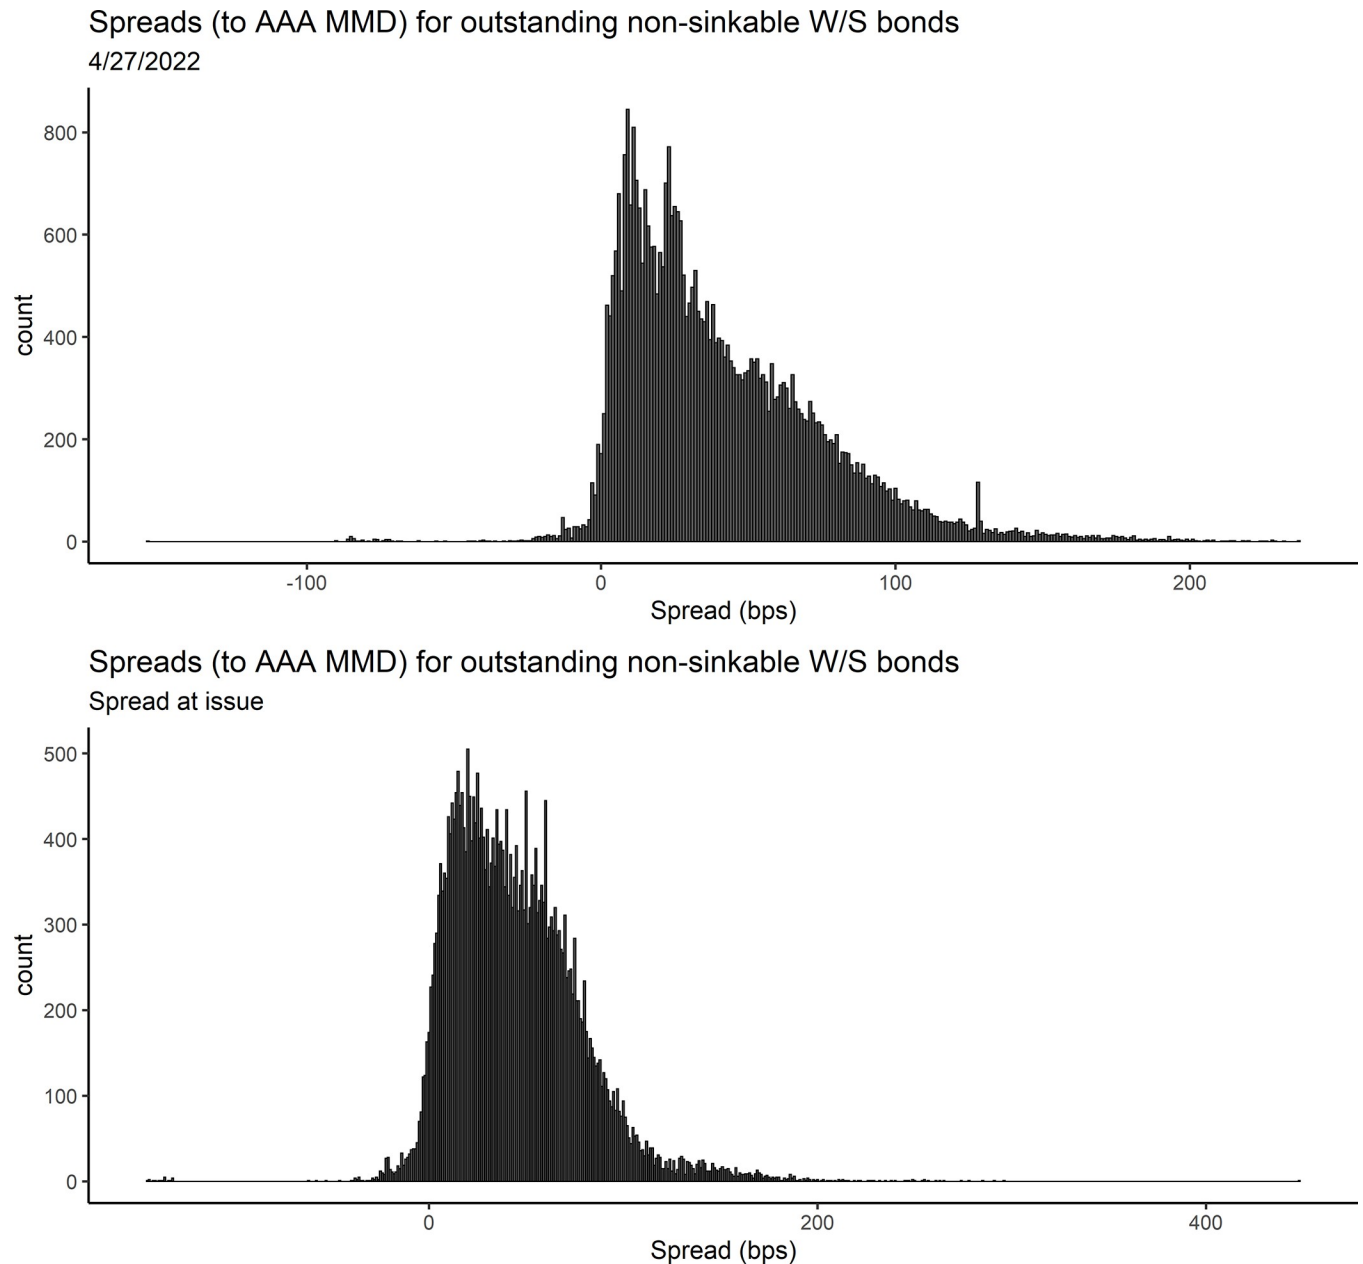 Spreads (to AAA MMD) for outstanding non-sinkable W/S bonds
4/27/2022
800
600
400
200
0
count
-100 0 100 200
Spread (bps)
Spreads (to AAA MMD) for outstanding non-sinkable W/S bonds
Spread at issue
500
400
300
200
100
0
count
0 200 400
Spread (bps)